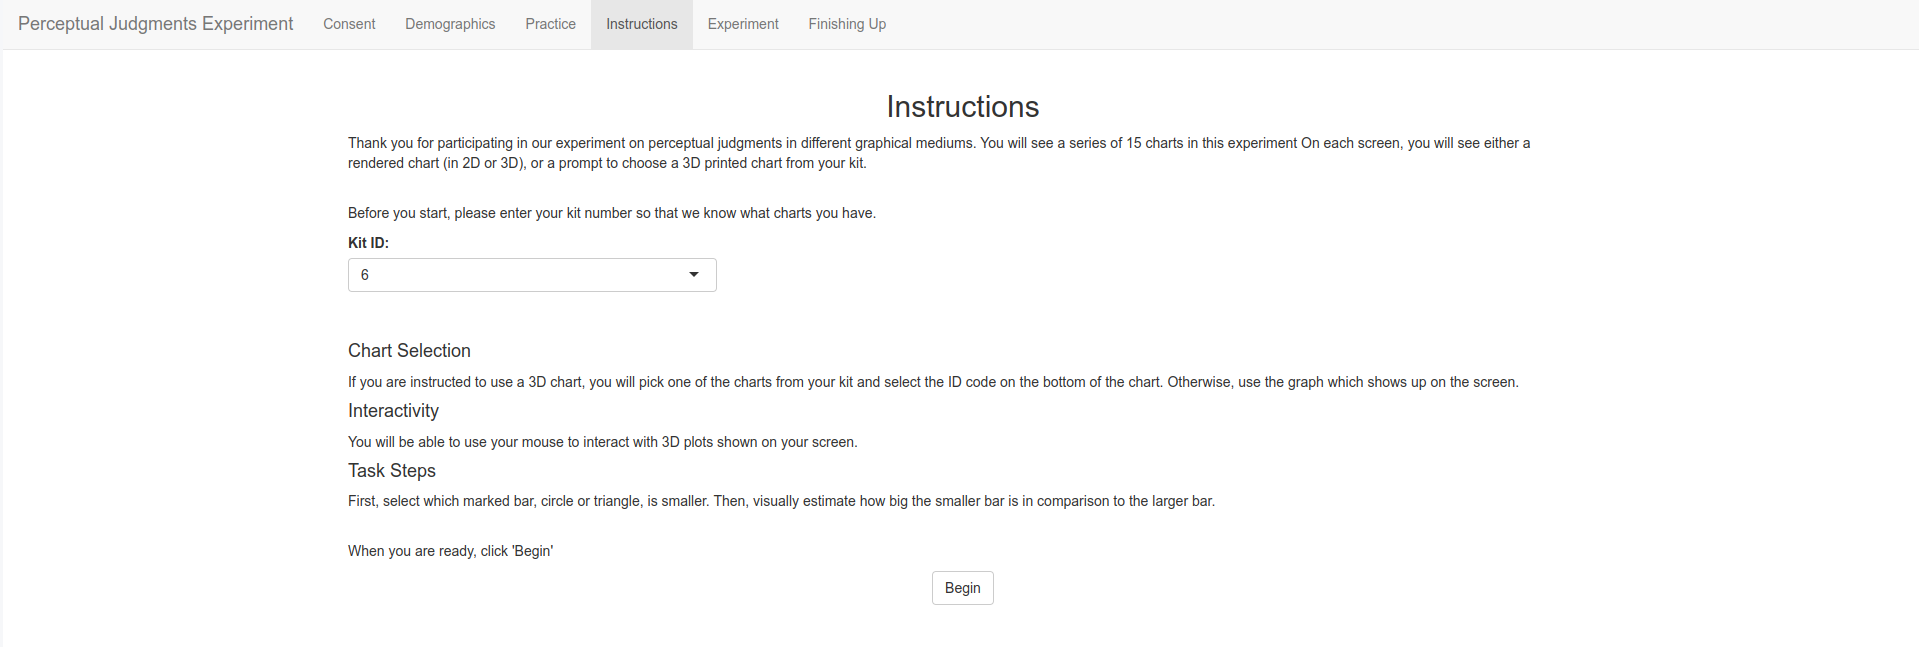 Perceptual Judgments Experiment Consent Demographics Practice Instructions Experiment Finishing Up
Instructions
Thank you for participating in our experiment on perceptual judgments in different graphical mediums. You will see a series of 15 charts in this experiment On each screen, you will see either a
rendered chart (in 2D or 3D), or a prompt to choose a 3D printed chart from your kit.
Before you start, please enter your kit number so that we know what charts you have.
Kit ID:
6
Chart Selection
If you are instructed to use a 3D chart, you will pick one of the charts from your kit and select the ID code on the bottom of the chart. Otherwise, use the graph which shows up on the screen.
Interactivity
You will be able to use your mouse to interact with 3D plots shown on your screen.
Task Steps
First, select which marked bar, circle or triangle, is smaller. Then, visually estimate how big the smaller bar is in comparison to the larger bar.
When you are ready, click 'Begin'
Begin